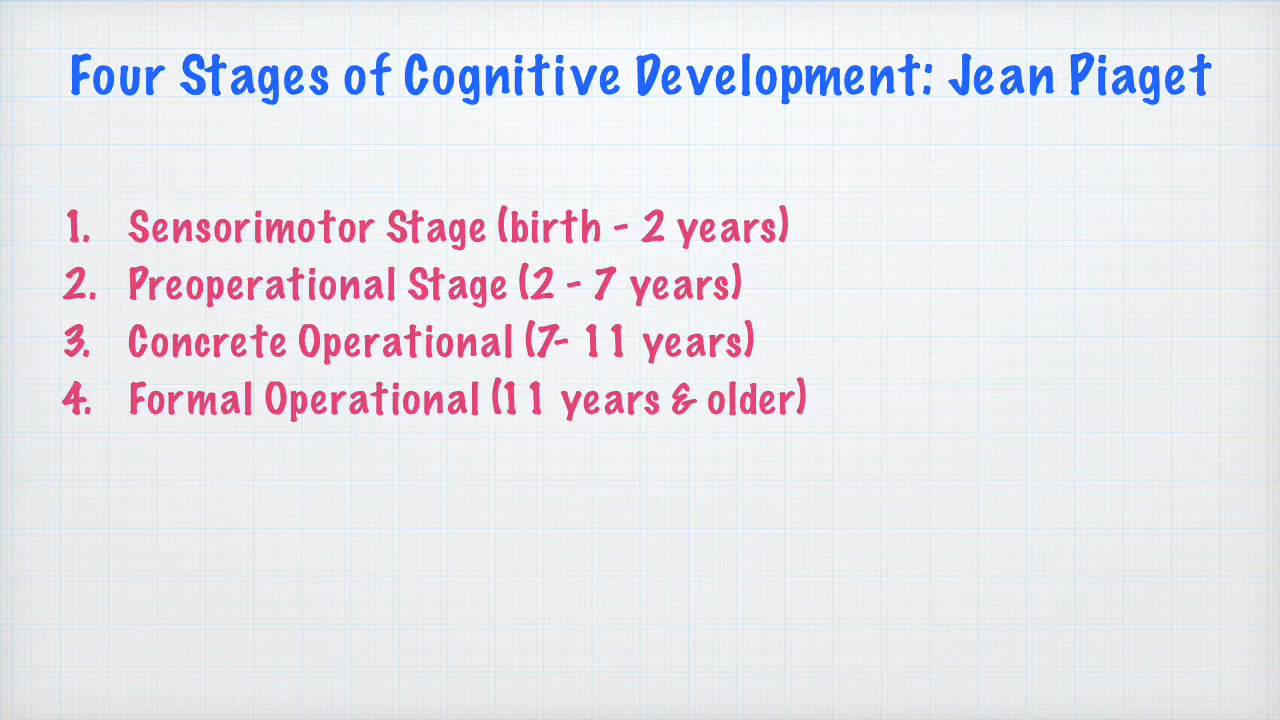 Four Stages of Cognitive Development: Jean Piaget
1. Sensorimotor Stage (birth - 2 years)
2. Preoperational Stage (2 - 7 years)
3. Concrete Operational (7- 11 years)
4. Formal Operational (11 years & older)